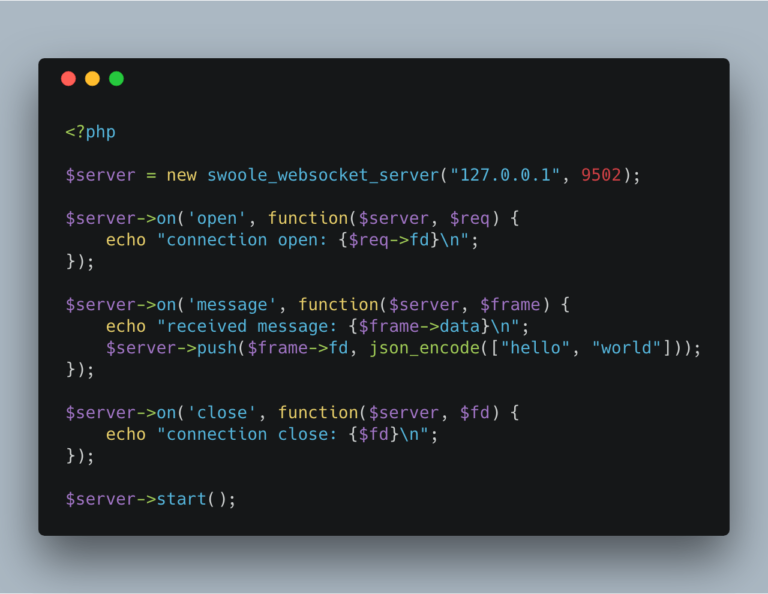 <?php
$server = new swoole_websocket_server("127.0.0.1", 9502);
$server->on('open', function($server, $req) {
    echo "connection open: {$req->fd}\n";
});
$server->on('message', function($server, $frame) {
    echo "received message: {$frame->data}\n";
    $server->push($frame->fd, json_encode(["hello", "world"]));
});
$server->on('close', function($server, $fd) {
    echo "connection close: {$fd}\n";
});
$server->start();